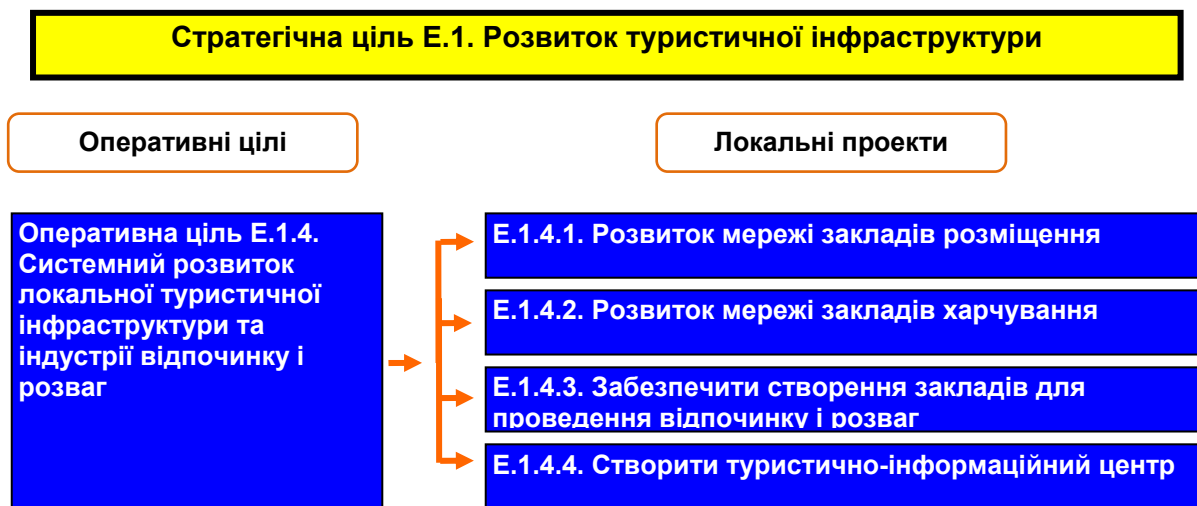 Стратегічна ціль Е.1. Розвиток туристичної інфраструктури
Оперативні цілі
Локальні проекти
Оперативна ціль Е.1.4.
Системний розвиток
локальної туристичної
інфраструктури та
індустрії відпочинку і
розваг
Е.1.4.1. Розвиток мережі закладів розміщення
Е.1.4.2. Розвиток мережі закладів харчування
Е.1.4.3. Забезпечити створення закладів для
проведення відпочинку і розваг
Е.1.4.4. Створити туристично-інформаційний центр